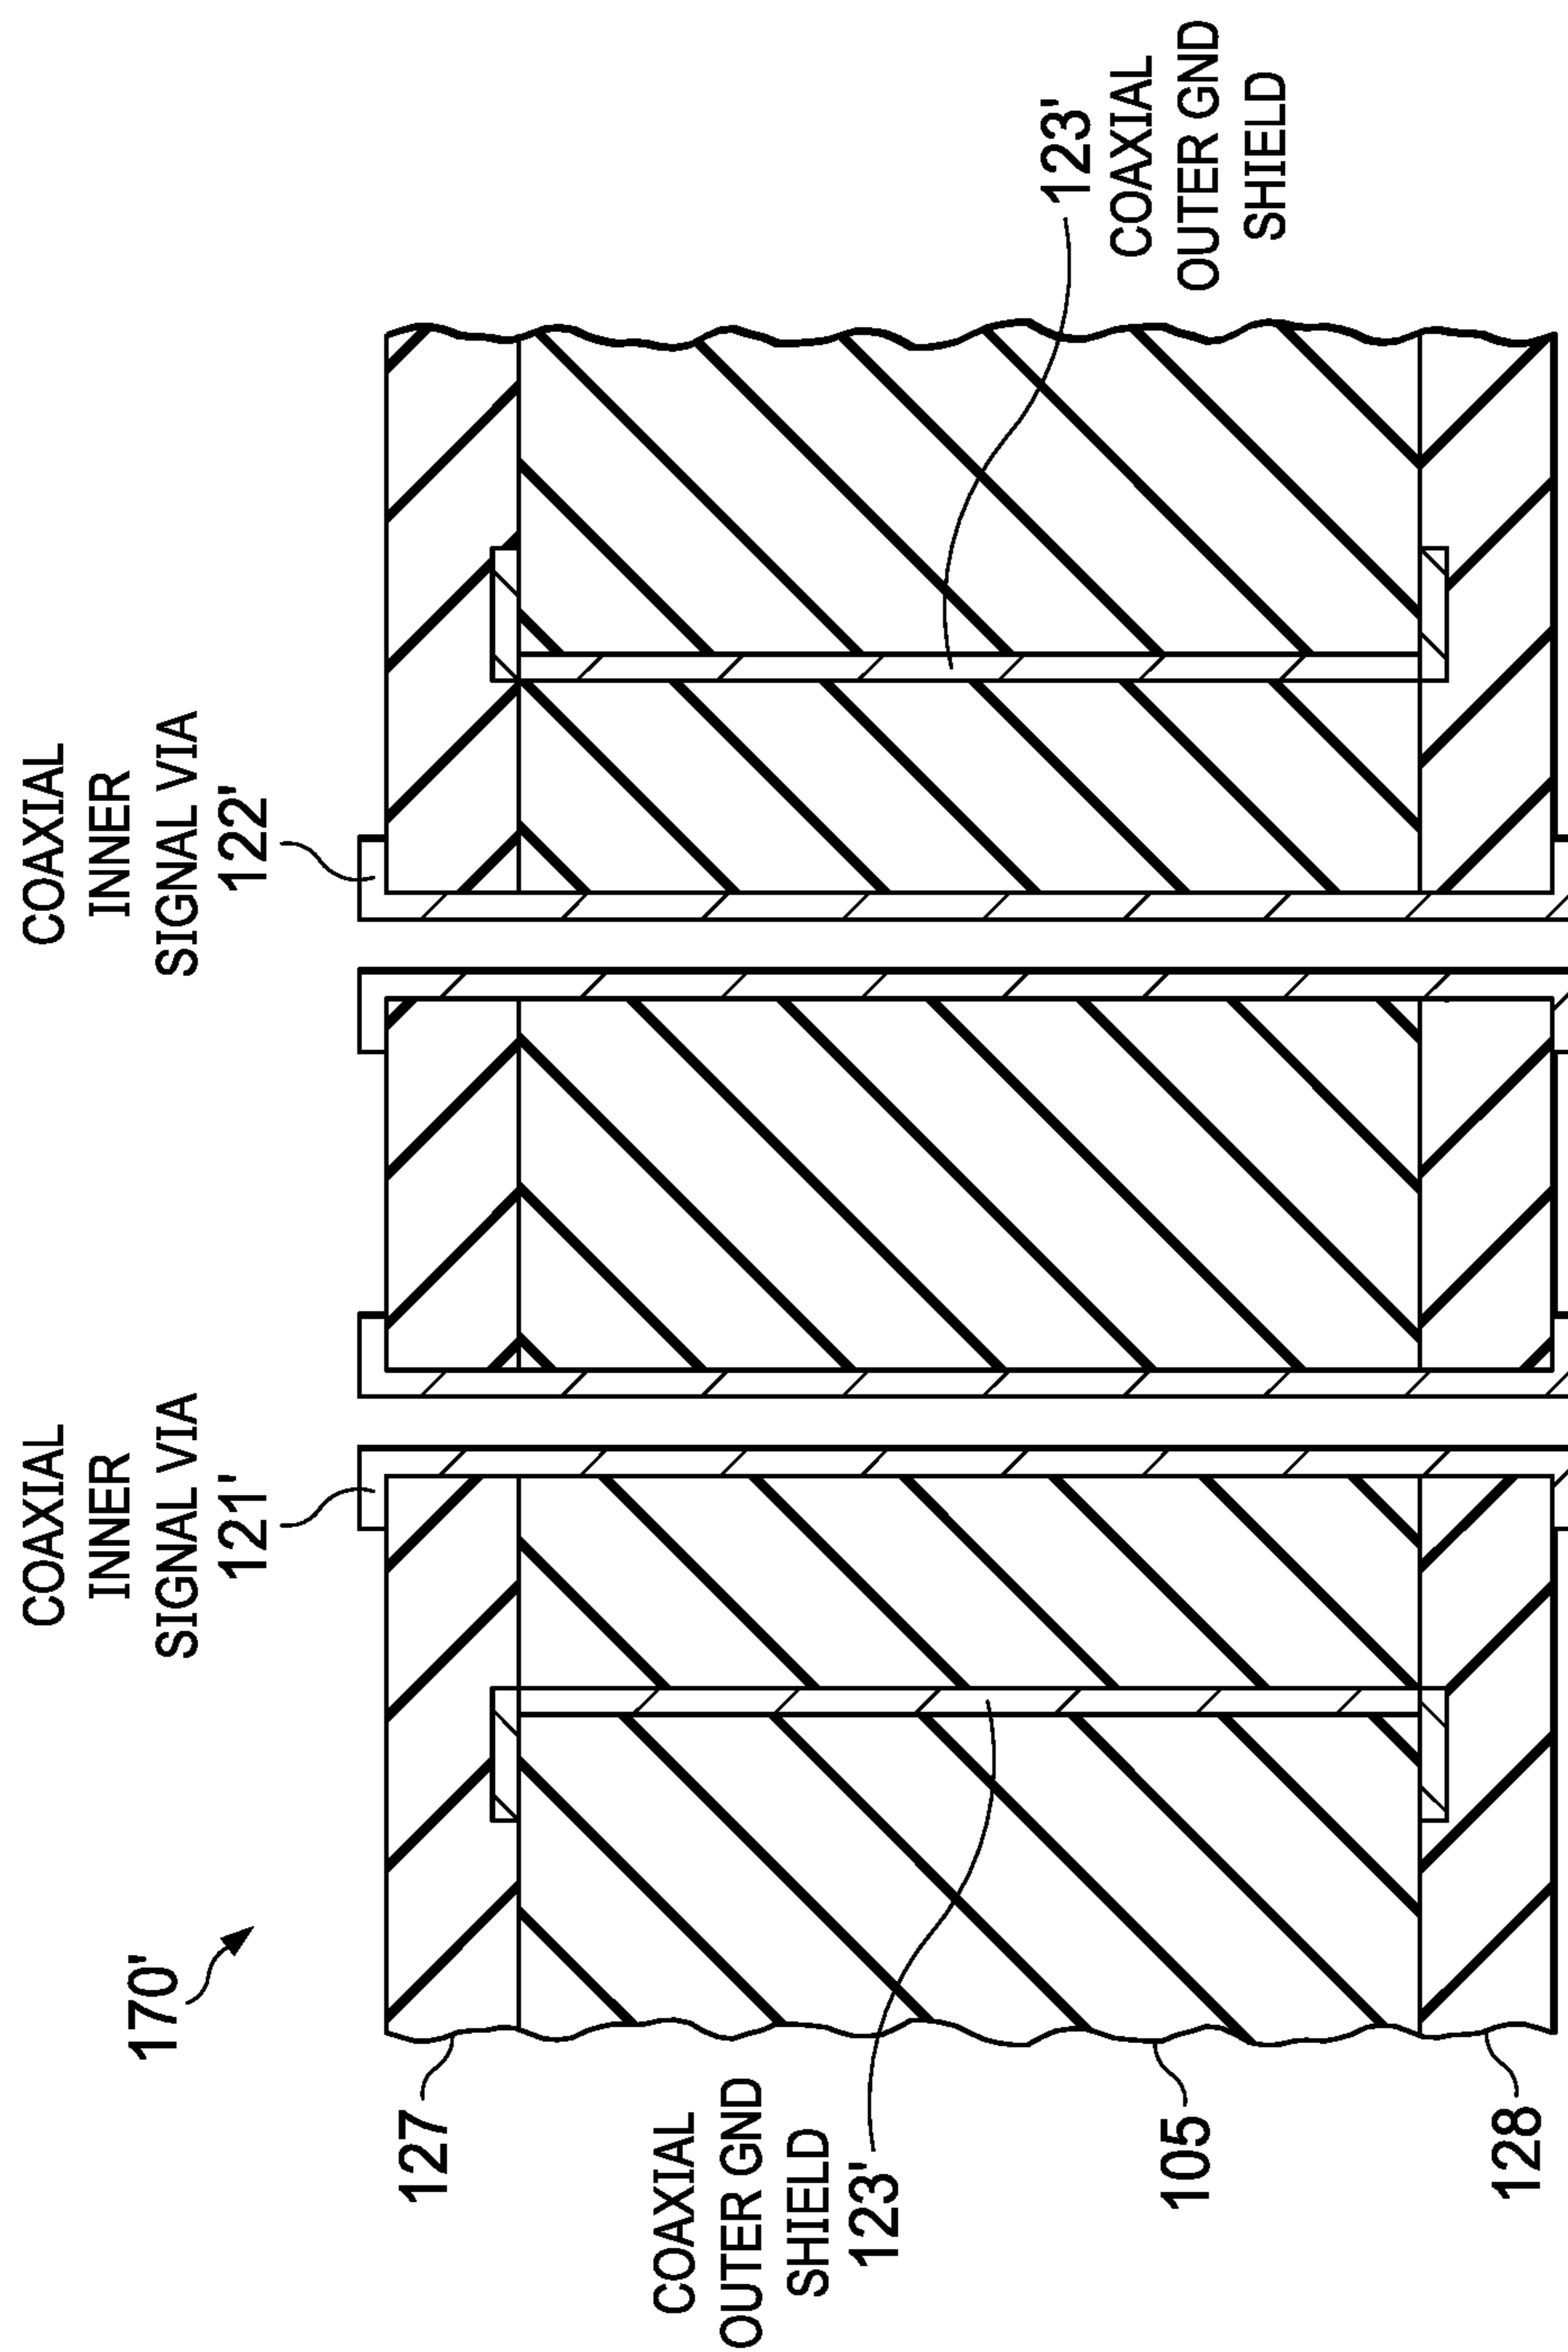 170'
COAXIAL
INNER
SIGNAL VIA
121'
COAXIAL
INNER
SIGNAL VIA
122'
127
COAXIAL
OUTER GND
SHIELD
123'
105
128
123'
COAXIAL
OUTER GND
SHIELD